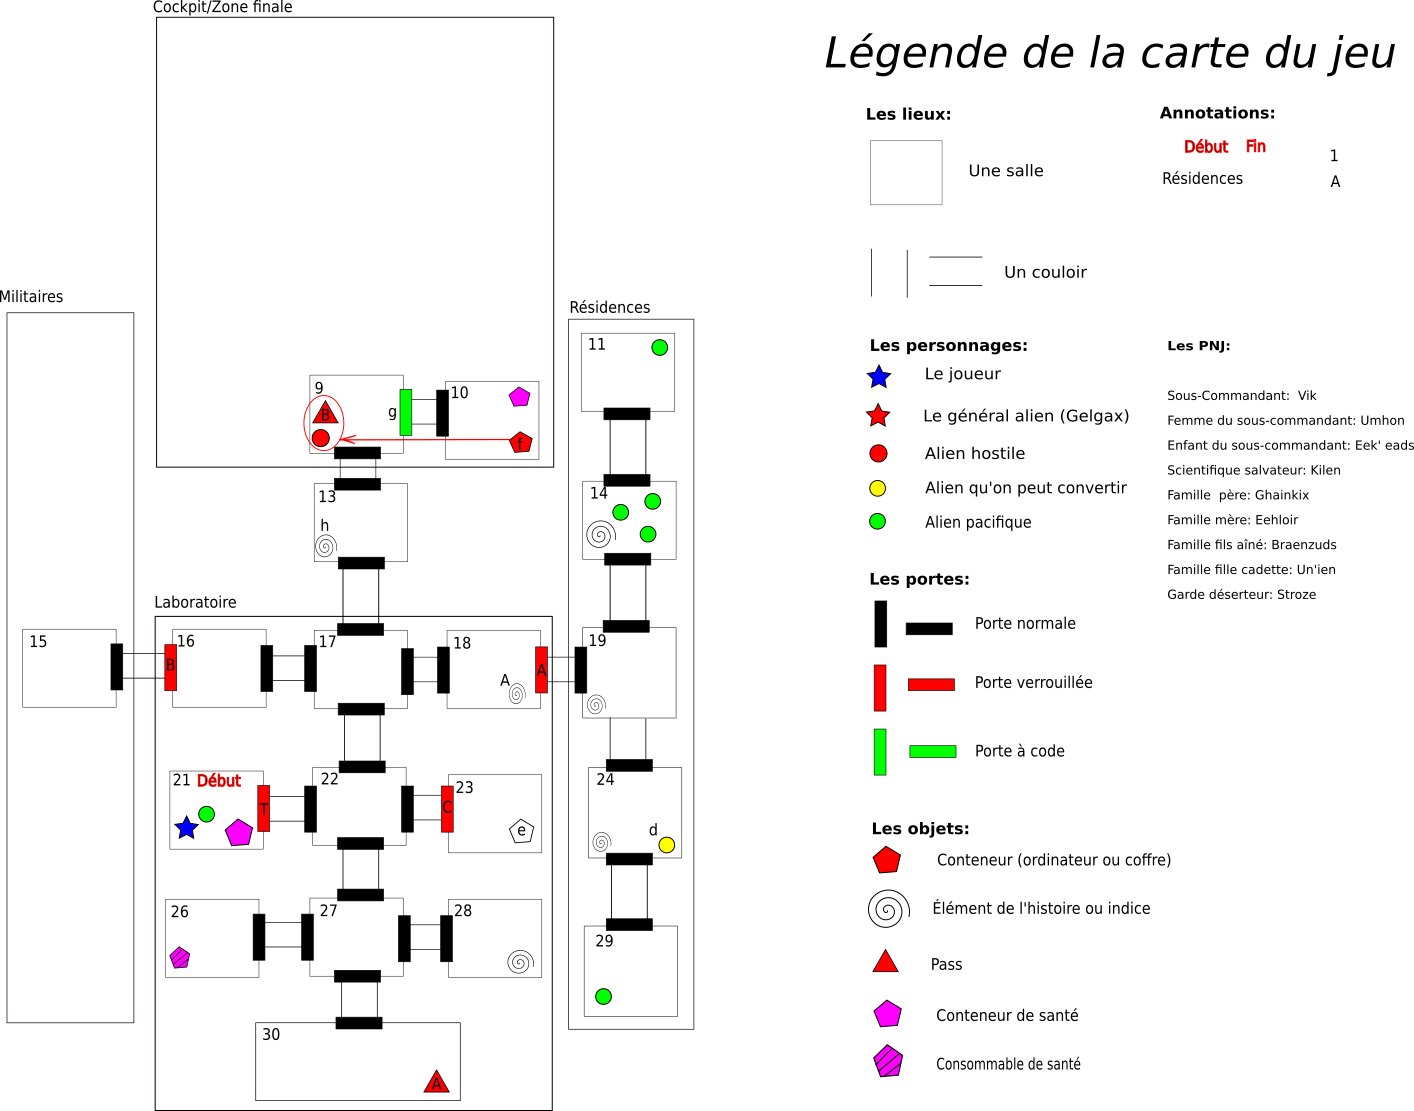 Cockpit/Zone finale
9
B
g
10
f
13
h
Militaires
15
Résidences
11
14
19
24
d
29
Laboratoire
B
16
17
18
A
A
21 Début
T
22
C
23
e
26
27
28
30
A
Légende de la carte du jeu
Les lieux:
Une salle
Un couloir
Annotations:
Début Fin
1
Résidences
A
Les personnages:
Le joueur
Le général alien (Gelgax)
Alien hostile
Alien qu'on peut convertir
Alien pacifique
Les PNJ:
Sous-Commandant: Vik
Femme du sous-commandant: Umhon
Enfant du sous-commandant: Eek' eads
Scientifique salvateur: Kilen
Famille père: Ghainkix
Famille mère: Eehloir
Famille fils aîné: Braenzuds
Famille fille cadette: Un'ien
Garde déserteur: Stroze
Les portes:
Porte normale
Porte verrouillée
Porte à code
Les objets:
Conteneur (ordinateur ou coffre)
Élément de l'histoire ou indice
Pass
Conteneur de santé
Consommable de santé